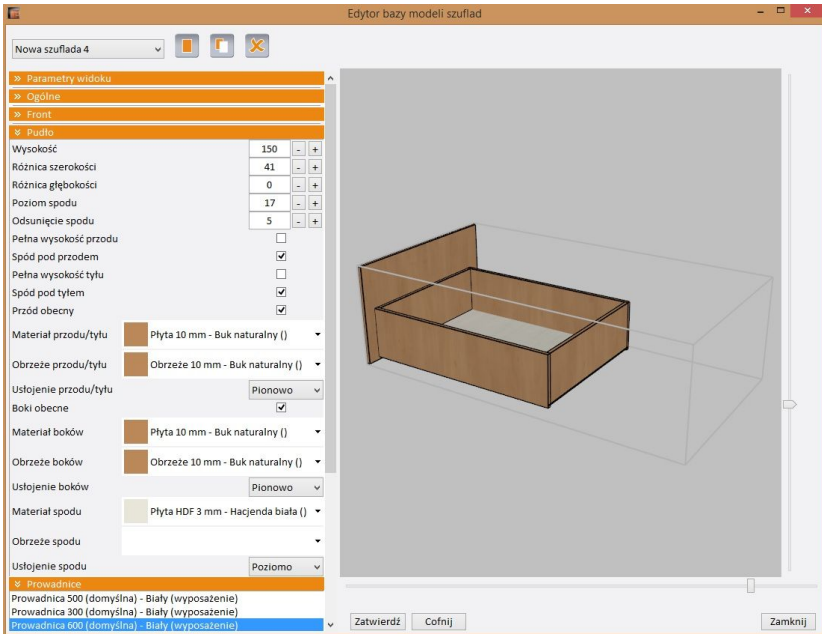 Edytor bazy modeli szuflad
Nowa szuflada 4
Parametry widoku
Ogólne
Front
Pudło
Wysokość 150 - +
Różnica szerokości 41 - +
Różnica głębokości 0 - +
Poziom spodu 17 - +
Odsunięcie spodu 5 - +
Pełna wysokość przodu
Spód pod przodem
Pełna wysokość tyłu
Spód pod tyłem
Przód obecny
Materiał przodu/tyłu Płyta 10 mm - Buk naturalny ()
Obrzeże przodu/tyłu Obrzeże 10 mm - Buk naturalny ()
Usłojenie przodu/tyłu Pionowo
Boki obecne
Materiał boków Płyta 10 mm - Buk naturalny ()
Obrzeże boków Obrzeże 10 mm - Buk naturalny ()
Usłojenie boków Pionowo
Materiał spodu Płyta HDF 3 mm - Hacjenda biała ()
Obrzeże spodu
Usłojenie spodu Poziomo
Prowadnice
Prowadnica 500 (domyślna) - Biały (wyposażenie)
Prowadnica 300 (domyślna) - Biały (wyposażenie)
Prowadnica 600 (domyślna) - Biały (wyposażenie)
Zatwierdź Cofnij Zamknij